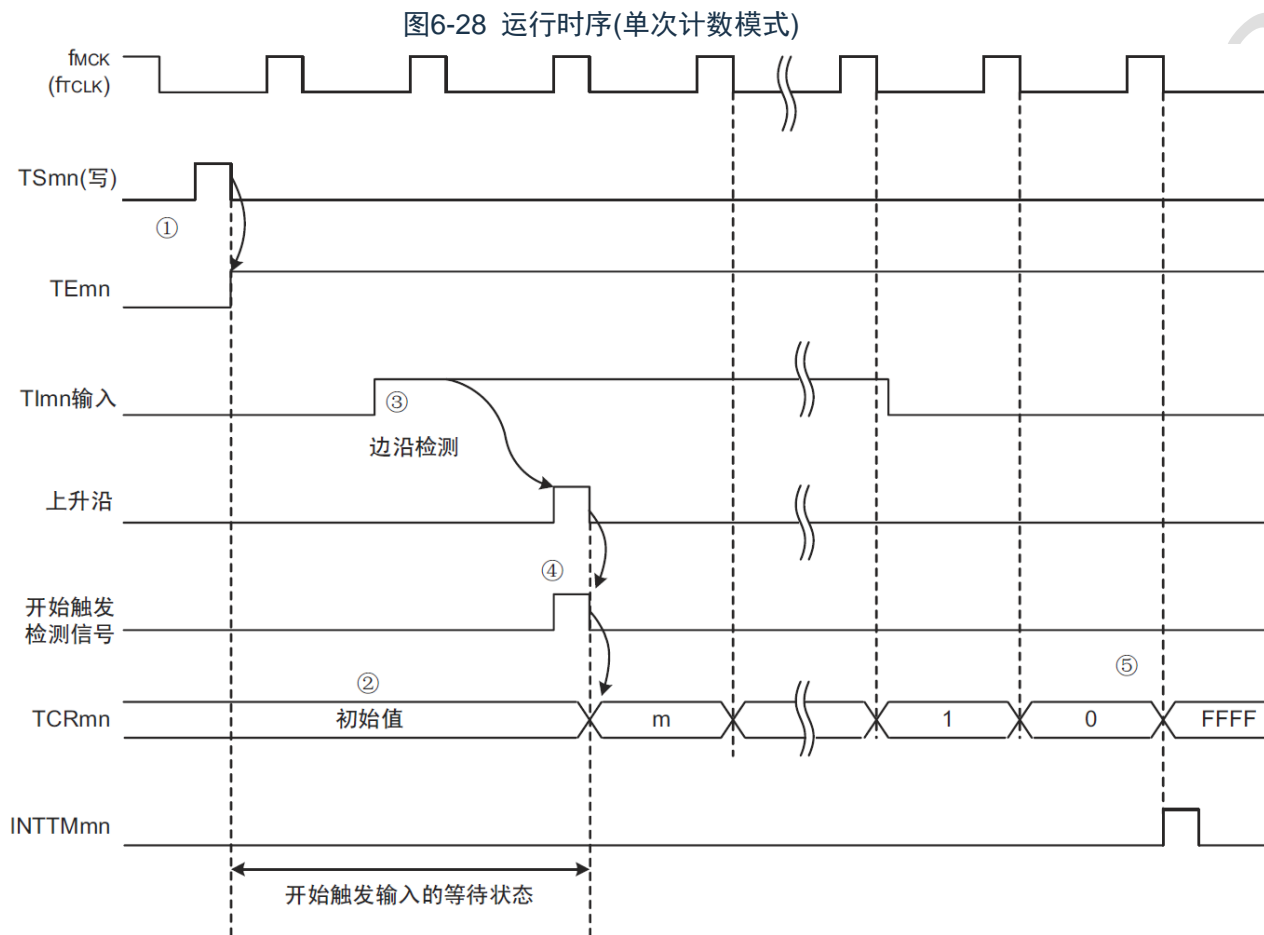 图6-28 运行时序(单次计数模式)
fMCK
(fTCLK)
TSmn(写)
①
TEmn
TImn输入
③
边沿检测
上升沿
④
开始触发
检测信号
②
⑤
TCRmn 初始值 m 1 0 FFFF
INTTMmn
开始触发输入的等待状态